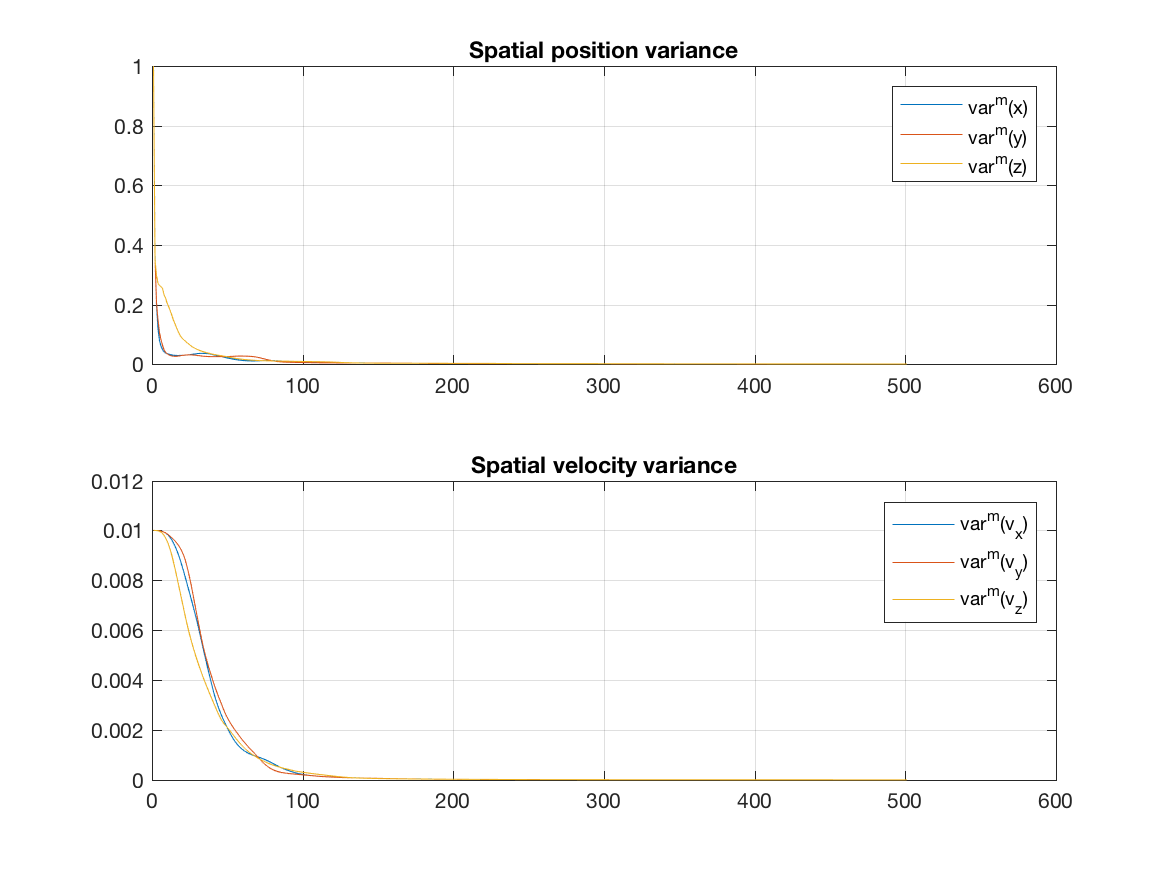 Spatial position variance
1
0.8
0.6
0.4
0.2
0
0 100 200 300 400 500 600
var^m(x)
var^m(y)
var^m(z)
Spatial velocity variance
0.012
0.01
0.008
0.006
0.004
0.002
0
0 100 200 300 400 500 600
var^m(v_x)
var^m(v_y)
var^m(v_z)